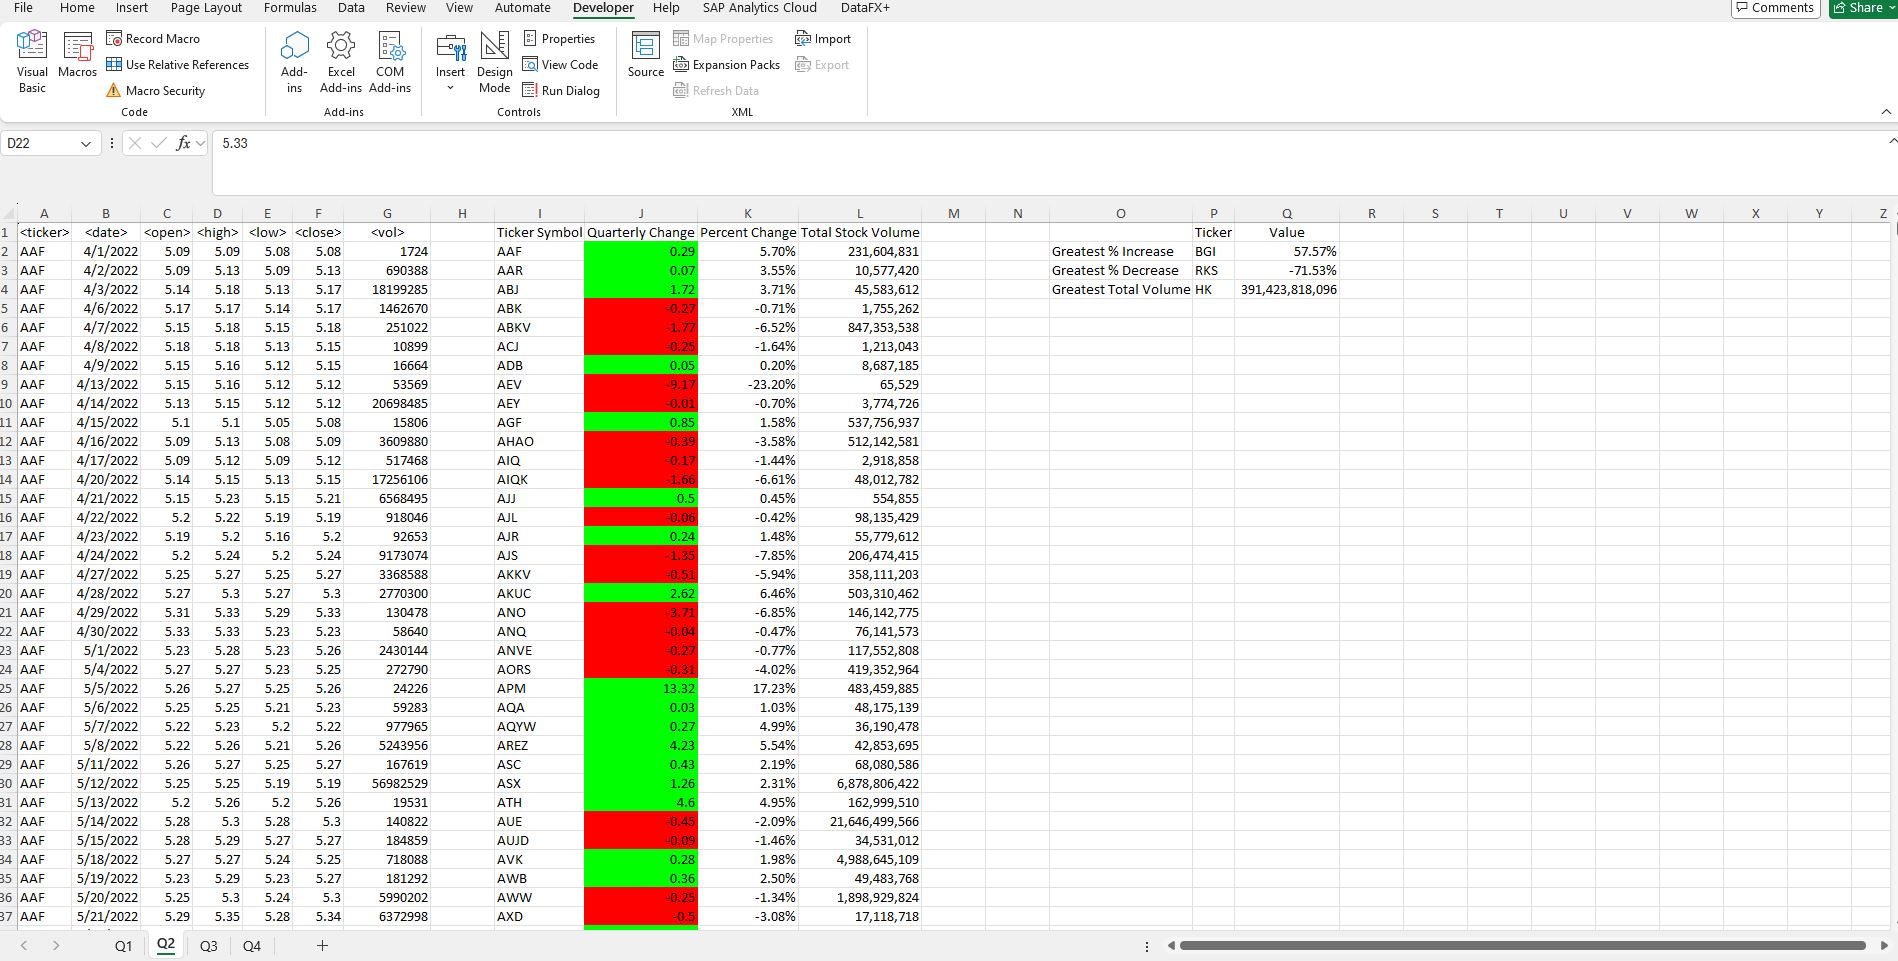 File Home Insert Page Layout Formulas Data Review View Automate Developer Help SAP Analytics Cloud DataFX+ Comments Share
Visual Basic Macros Record Macro Use Relative References Macro Security
Code
Add-ins Excel Add-ins COM Add-ins
Add-ins
Insert Design Mode Properties View Code Run Dialog
Controls
Source Map Properties Expansion Packs Refresh Data Import Export
XML
D22 fx 5.33
A B C D E F G H I J K L M N O P Q R S T U V W X Y Z
1 <ticker> <date> <open> <high> <low> <close> <vol> Ticker Symbol Quarterly Change Percent Change Total Stock Volume Ticker Value
2 AAF 4/1/2022 5.09 5.09 5.08 5.08 1724 AAF 0.29 5.70% 231,604,831 Greatest % Increase BGI 57.57%
3 AAF 4/2/2022 5.09 5.13 5.09 5.13 690388 AAR 0.07 3.55% 10,577,420 Greatest % Decrease RKS -71.53%
4 AAF 4/3/2022 5.14 5.18 5.13 5.17 18199285 ABJ 1.72 3.71% 45,583,612 Greatest Total Volume HK 391,423,818,096
5 AAF 4/6/2022 5.17 5.17 5.14 5.17 1462670 ABK -0.27 -0.71% 1,755,262
6 AAF 4/7/2022 5.15 5.18 5.15 5.18 251022 ABKV -1.77 -6.52% 847,353,538
7 AAF 4/8/2022 5.18 5.18 5.13 5.15 10899 ACJ -0.25 -1.64% 1,213,043
8 AAF 4/9/2022 5.15 5.16 5.12 5.15 16664 ADB 0.05 0.20% 8,687,185
9 AAF 4/13/2022 5.15 5.16 5.12 5.12 53569 AEV -9.17 -23.20% 65,529
10 AAF 4/14/2022 5.13 5.15 5.12 5.12 20698485 AEY -0.01 -0.70% 3,774,726
11 AAF 4/15/2022 5.1 5.1 5.05 5.08 15806 AGF 0.85 1.58% 537,756,937
12 AAF 4/16/2022 5.09 5.13 5.08 5.09 3609880 AHAO -0.39 -3.58% 512,142,581
13 AAF 4/17/2022 5.09 5.12 5.09 5.12 517468 AIQ -0.17 -1.44% 2,918,858
14 AAF 4/20/2022 5.14 5.15 5.13 5.15 17256106 AIQK -1.66 -6.61% 48,012,782
15 AAF 4/21/2022 5.15 5.23 5.15 5.21 6568495 AJJ 0.5 0.45% 554,855
16 AAF 4/22/2022 5.2 5.22 5.19 5.19 918046 AJL -0.06 -0.42% 98,135,429
17 AAF 4/23/2022 5.19 5.2 5.16 5.2 92653 AJR 0.24 1.48% 55,779,612
18 AAF 4/24/2022 5.2 5.24 5.2 5.24 9173074 AJS -1.35 -7.85% 206,474,415
19 AAF 4/27/2022 5.25 5.27 5.25 5.27 3368588 AKKV -0.51 -5.94% 358,111,203
20 AAF 4/28/2022 5.27 5.3 5.27 5.3 2770300 AKUC 2.62 6.46% 503,310,462
21 AAF 4/29/2022 5.31 5.33 5.29 5.33 130478 ANO -3.71 -6.85% 146,142,775
22 AAF 4/30/2022 5.33 5.33 5.23 5.23 58640 ANQ -0.04 -0.47% 76,141,573
23 AAF 5/1/2022 5.23 5.28 5.23 5.26 2430144 ANVE -0.27 -0.77% 117,552,808
24 AAF 5/4/2022 5.27 5.27 5.23 5.25 272790 AORS -0.31 -4.02% 419,352,964
25 AAF 5/5/2022 5.26 5.27 5.25 5.26 24226 APM 13.32 17.23% 483,459,885
26 AAF 5/6/2022 5.25 5.25 5.21 5.23 59283 AQA 0.03 1.03% 48,175,139
27 AAF 5/7/2022 5.22 5.23 5.2 5.22 977965 AQYW 0.27 4.99% 36,190,478
28 AAF 5/8/2022 5.22 5.26 5.21 5.26 5243956 AREZ 4.23 5.54% 42,853,695
29 AAF 5/11/2022 5.26 5.27 5.25 5.27 167619 ASC 0.43 2.19% 68,080,586
30 AAF 5/12/2022 5.25 5.25 5.19 5.19 56982529 ASX 1.26 2.31% 6,878,806,422
31 AAF 5/13/2022 5.2 5.26 5.2 5.26 19531 ATH 4.6 4.95% 162,999,510
32 AAF 5/14/2022 5.28 5.3 5.28 5.3 140822 AUE -0.45 -2.09% 21,646,499,566
33 AAF 5/15/2022 5.28 5.29 5.27 5.27 184859 AUJD -0.09 -1.46% 34,531,012
34 AAF 5/18/2022 5.27 5.27 5.24 5.25 718088 AVK 0.28 1.98% 4,988,645,109
35 AAF 5/19/2022 5.23 5.29 5.23 5.27 181292 AWB 0.36 2.50% 49,483,768
36 AAF 5/20/2022 5.25 5.3 5.24 5.3 5990202 AWW -0.25 -1.34% 1,898,929,824
37 AAF 5/21/2022 5.29 5.35 5.28 5.34 6372998 AXD -0.5 -3.08% 17,118,718
Q1 Q2 Q3 Q4 +